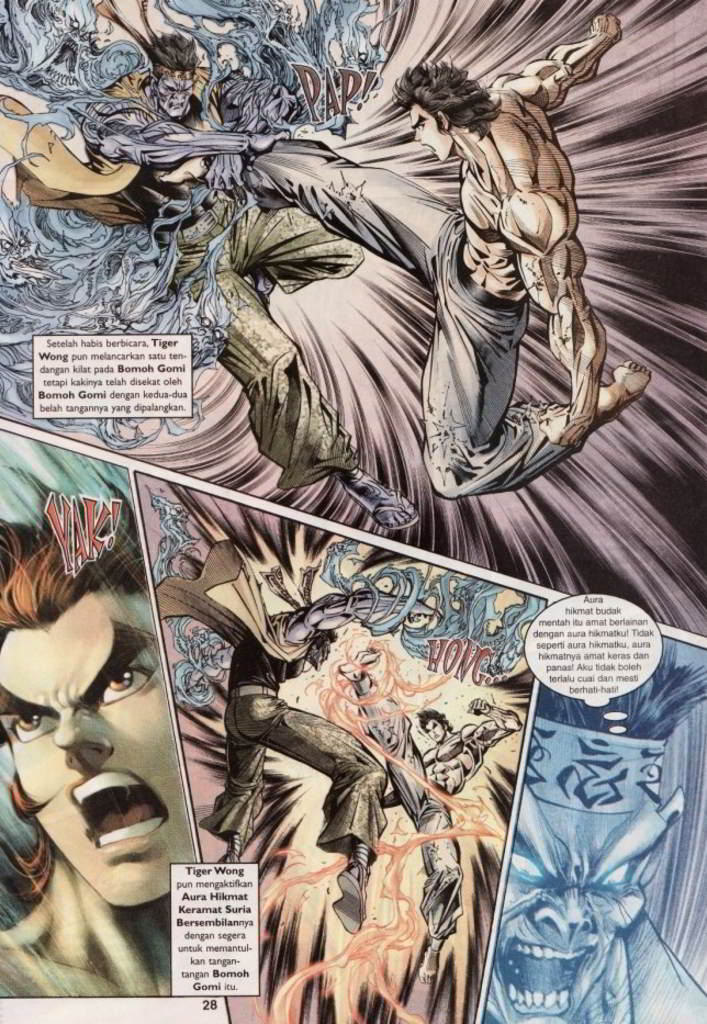 PAP!
Setelah habis berbicara, Tiger
Wong pun melancarkan satu ten-
dangan kilat pada Bomoh Gomi
tetapi kakinya telah disekat oleh
Bomoh Gomi dengan kedua-dua
belah tangannya yang dipalangkan.
YAK!
Tiger Wong
pun mengaktifkan
Aura Hikmat
Keramat Suria
Bersembilannya
dengan segera
untuk memantul-
kan tangan-
tangan Bomoh
Gomi itu.
WONG...
Aura
hikmat budak
itu amat berlainan
dengan aura hikmatku! Tidak
seperti aura hikmatku, aura
hikmatnya amat keras dan
panas! Aku tidak boleh
cuai dan mesti
berhati-hati!
28